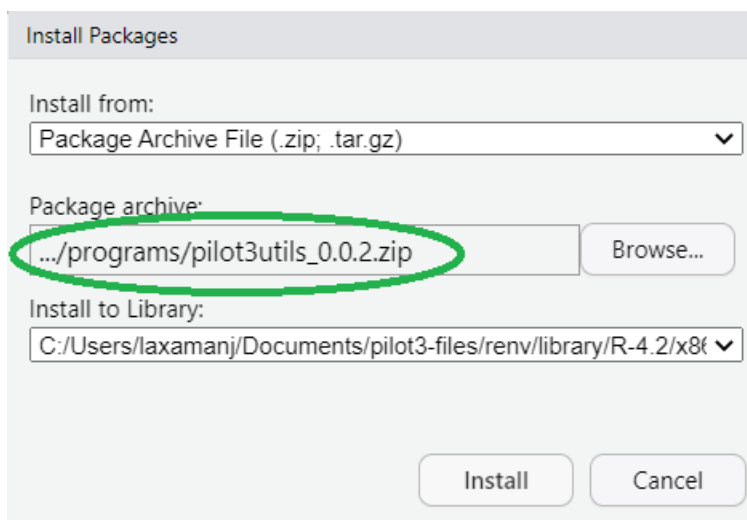 Install Packages
Install from:
Package Archive File (.zip; .tar.gz)
Package archive:
.../programs/pilot3utils_0.0.2.zip
Browse...
Install to Library:
C:/Users/laxamanj/Documents/pilot3-files/renv/library/R-4.2/x86
Install
Cancel